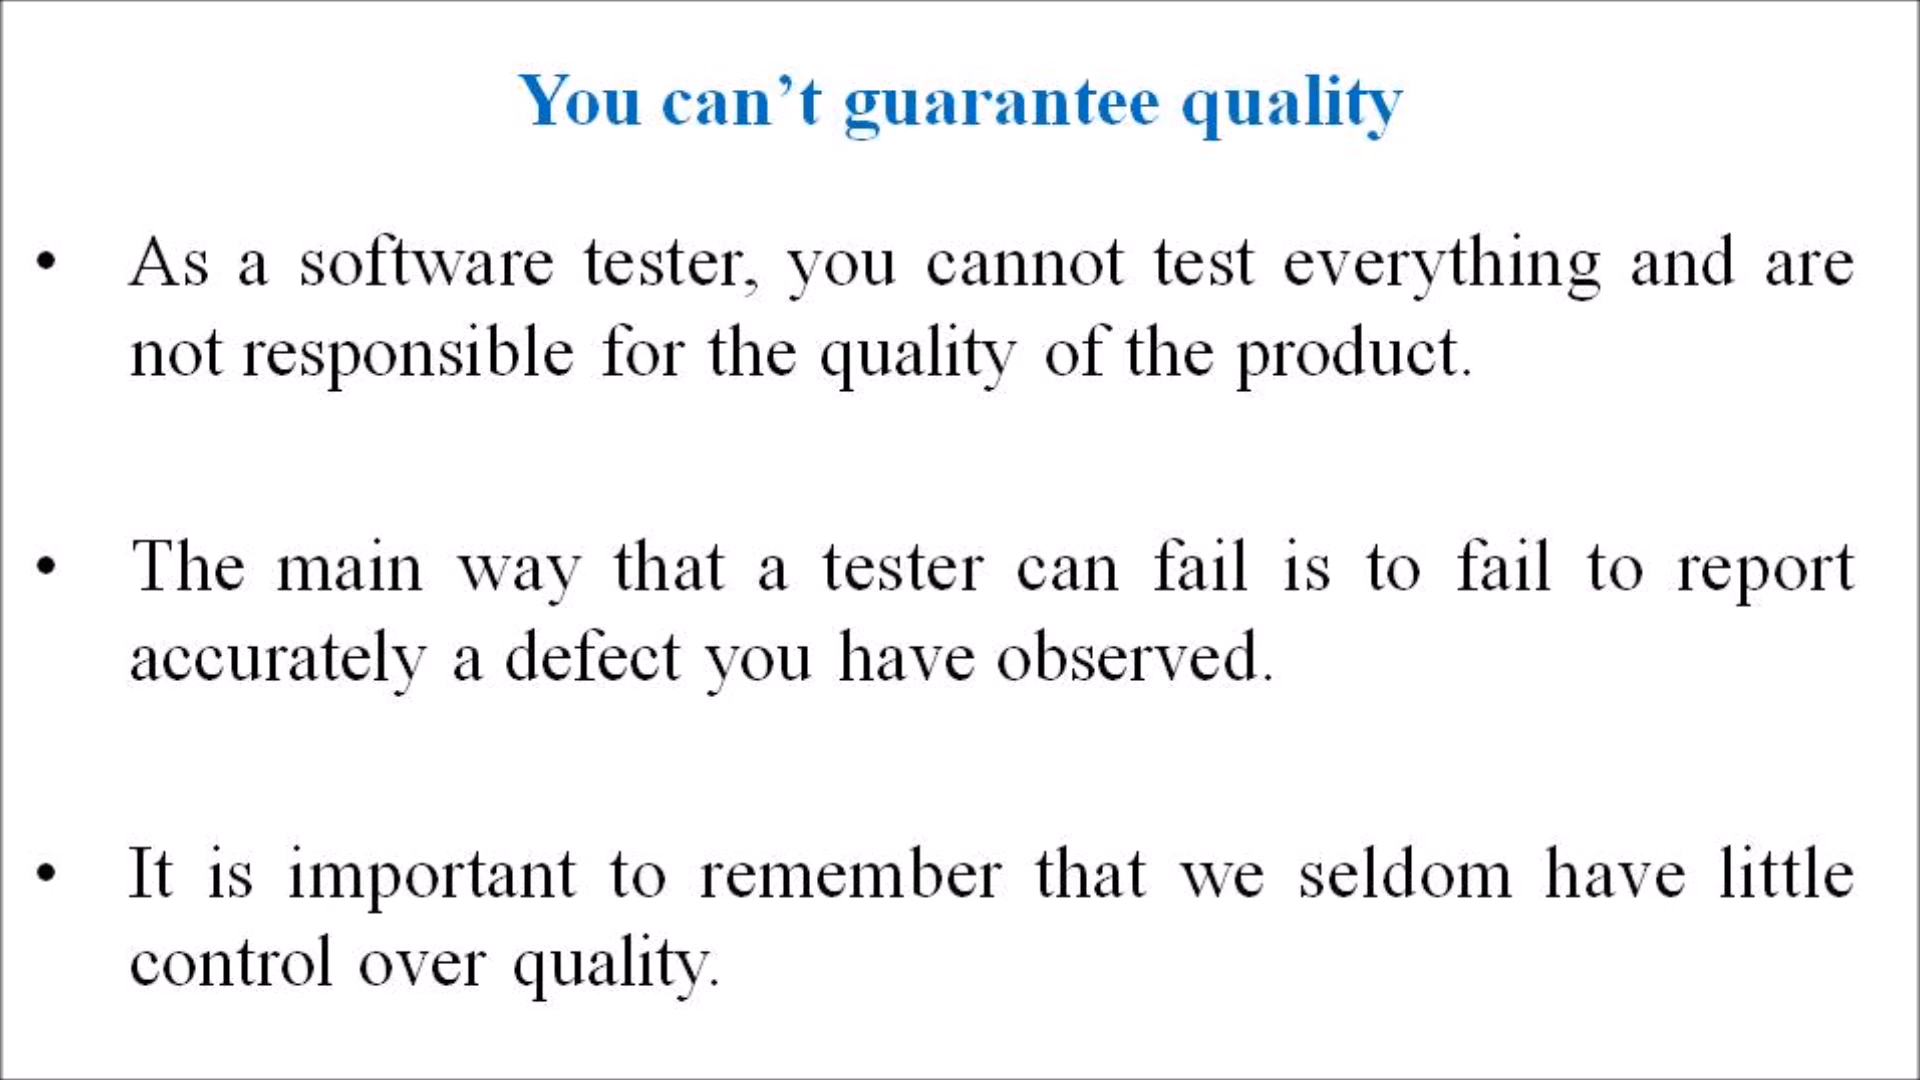 You can’t guarantee quality
• As a software tester, you cannot test everything and are
not responsible for the quality of the product.
• The main way that a tester can fail is to fail to report
accurately a defect you have observed.
• It is important to remember that we seldom have little
control over quality.